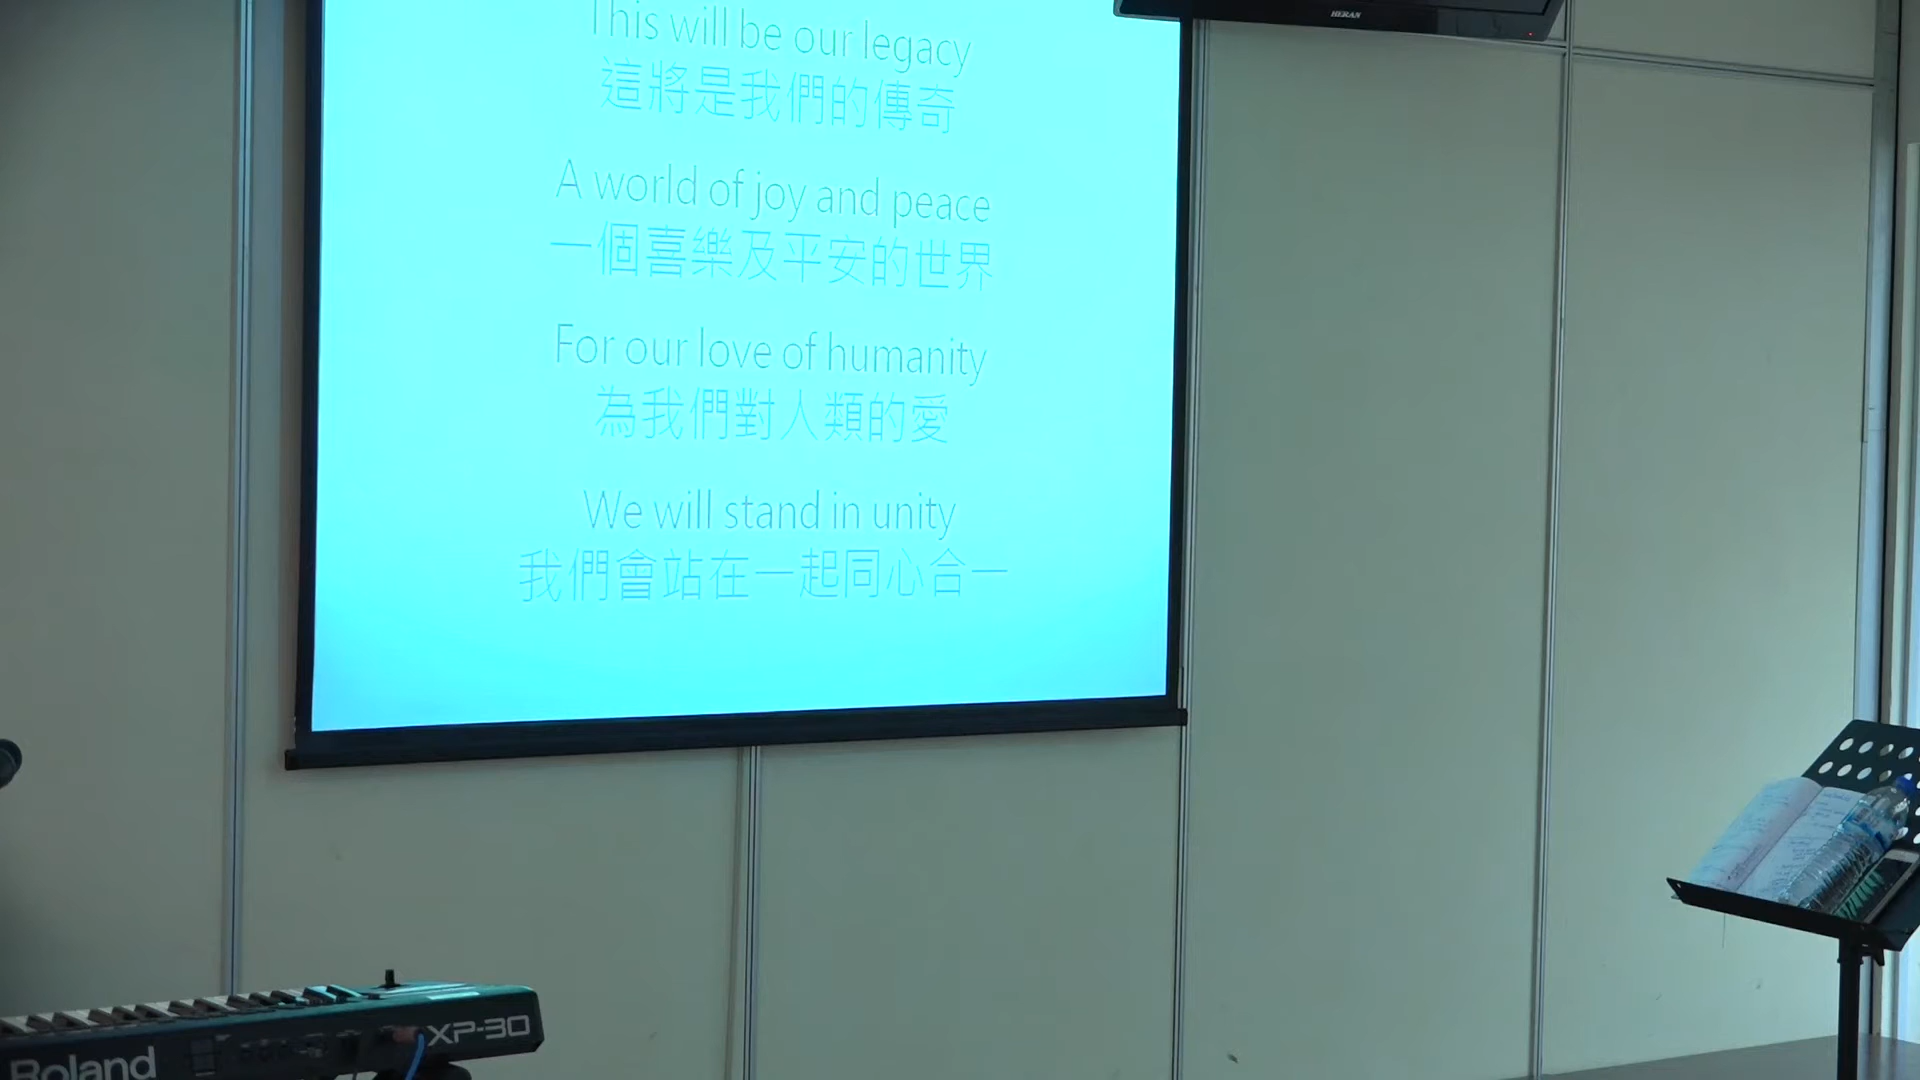 This will be our legacy
這將是我們的傳奇
A world of joy and peace
一個喜樂及平安的世界
For our love of humanity
為我們對人類的愛
We will stand in unity
我們會站在一起同心合一
HERAN
XP-30
Roland